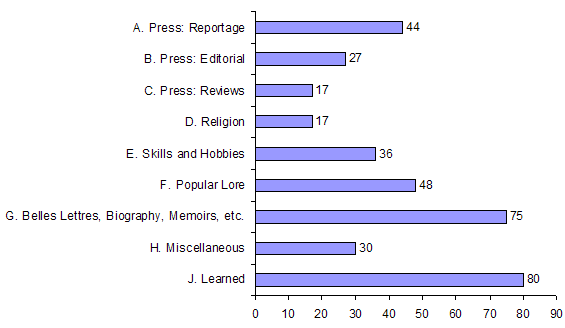 A. Press: Reportage 44
B. Press: Editorial 27
C. Press: Reviews 17
D. Religion 17
E. Skills and Hobbies 36
F. Popular Lore 48
G. Belles Lettres, Biography, Memoirs, etc. 75
H. Miscellaneous 30
J. Learned 80
0 10 20 30 40 50 60 70 80 90